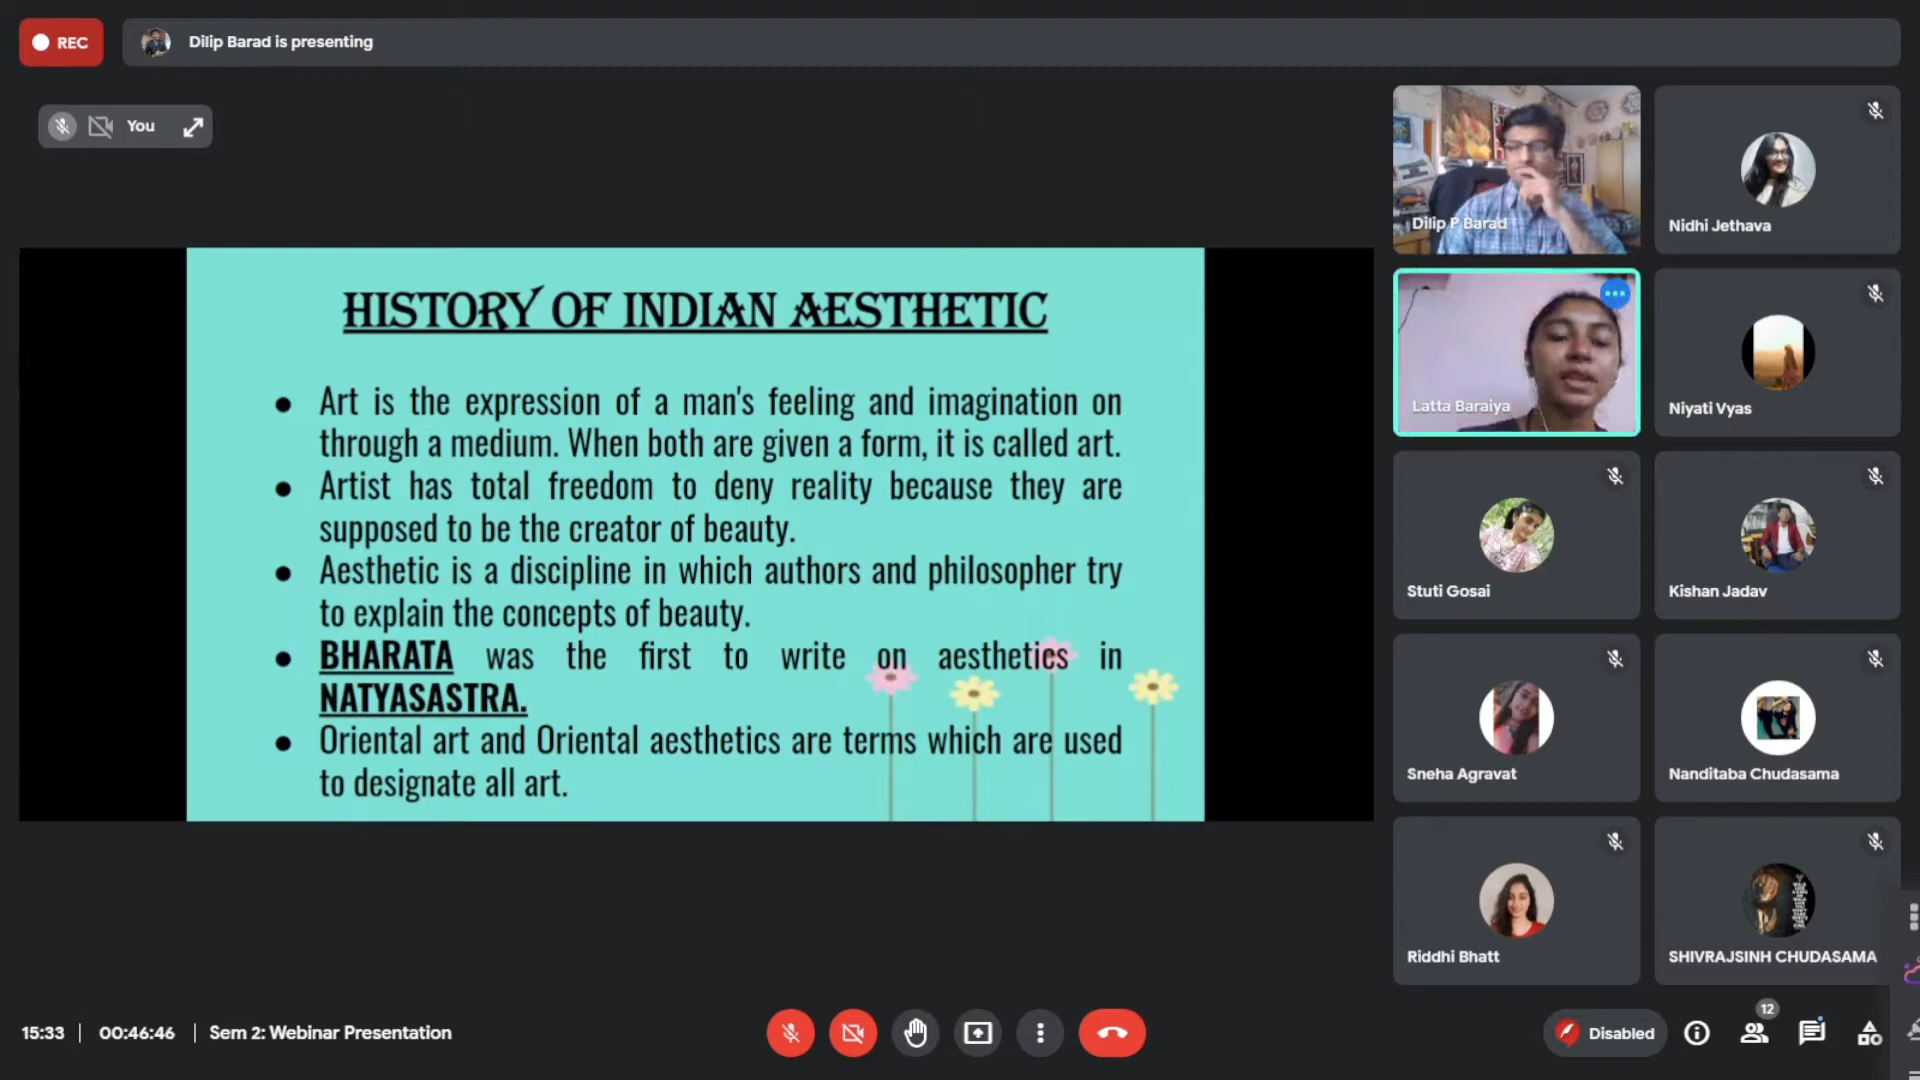 REC
Dilip Barad is presenting
You
HISTORY OF INDIAN AESTHETIC
● Art is the expression of a man's feeling and imagination on
through a medium. When both are given a form, it is called art.
● Artist has total freedom to deny reality because they are
supposed to be the creator of beauty.
● Aesthetic is a discipline in which authors and philosopher try
to explain the concepts of beauty.
● BHARATA was the first to write on aesthetics in
NATYASASTRA.
● Oriental art and Oriental aesthetics are terms which are used
to designate all art.
Dilip P Barad
Nidhi Jethava
Latta Baraiya
Niyati Vyas
Stuti Gosai
Kishan Jadav
Sneha Agravat
Nanditaba Chudasama
Riddhi Bhatt
SHIVRAJSINH CHUDASAMA
15:33 | 00:46:46 | Sem 2: Webinar Presentation
Disabled
12